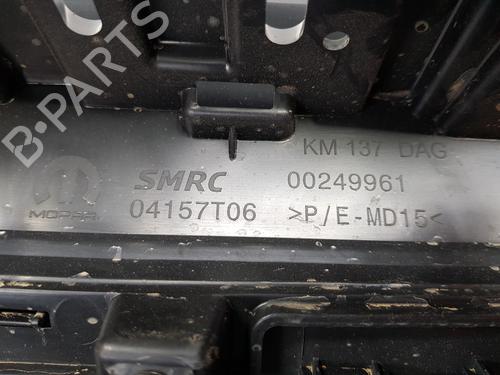 B-PARTS
KM 137 DAG
SMRC 00249961
MOPAR 04157T06 >P/E-MD15<